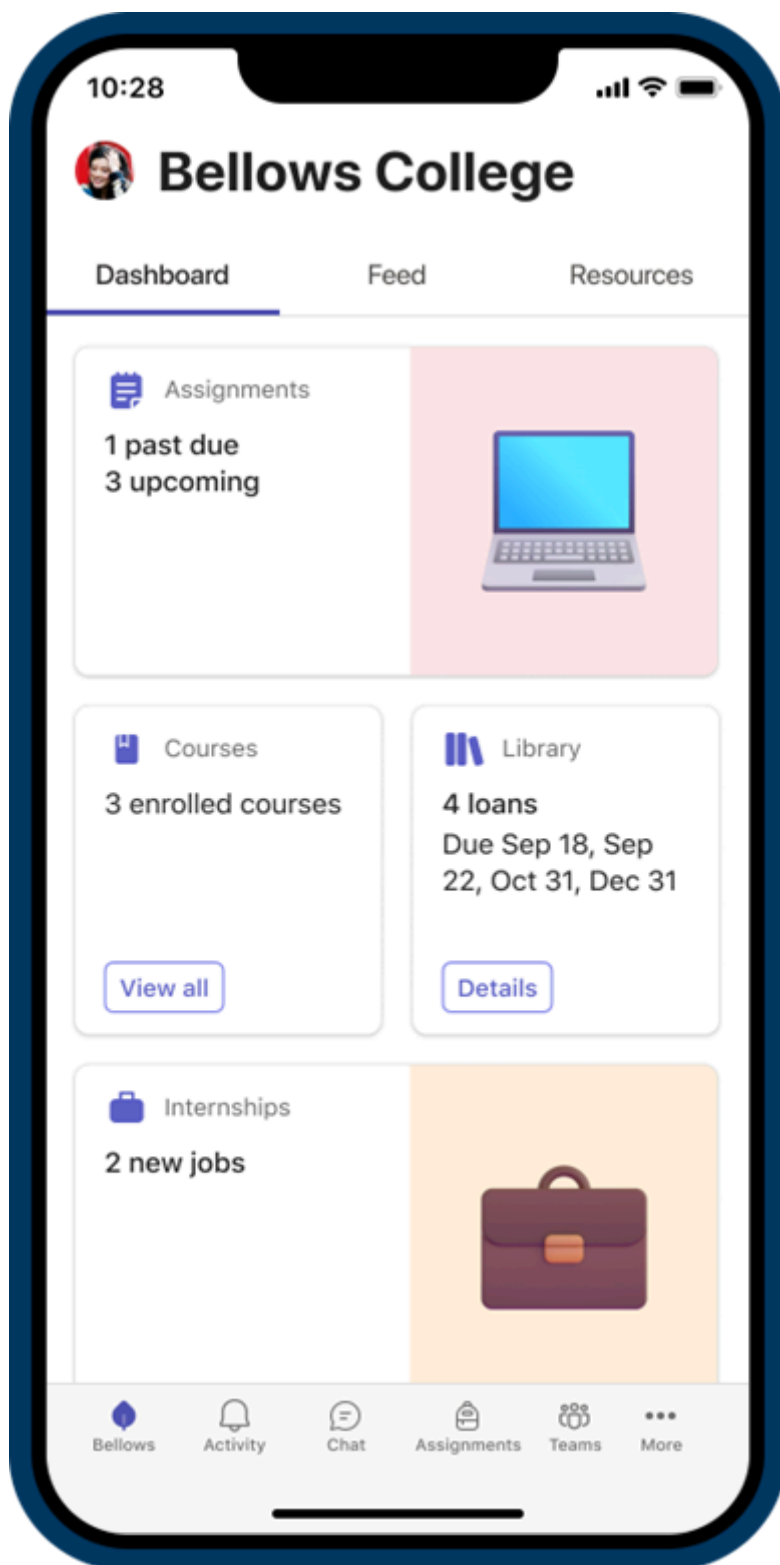 10:28
Bellows College
Dashboard Feed Resources
Assignments
1 past due
3 upcoming
Courses
3 enrolled courses
View all
Library
4 loans
Due Sep 18, Sep
22, Oct 31, Dec 31
Details
Internships
2 new jobs
Bellows Activity Chat Assignments Teams More